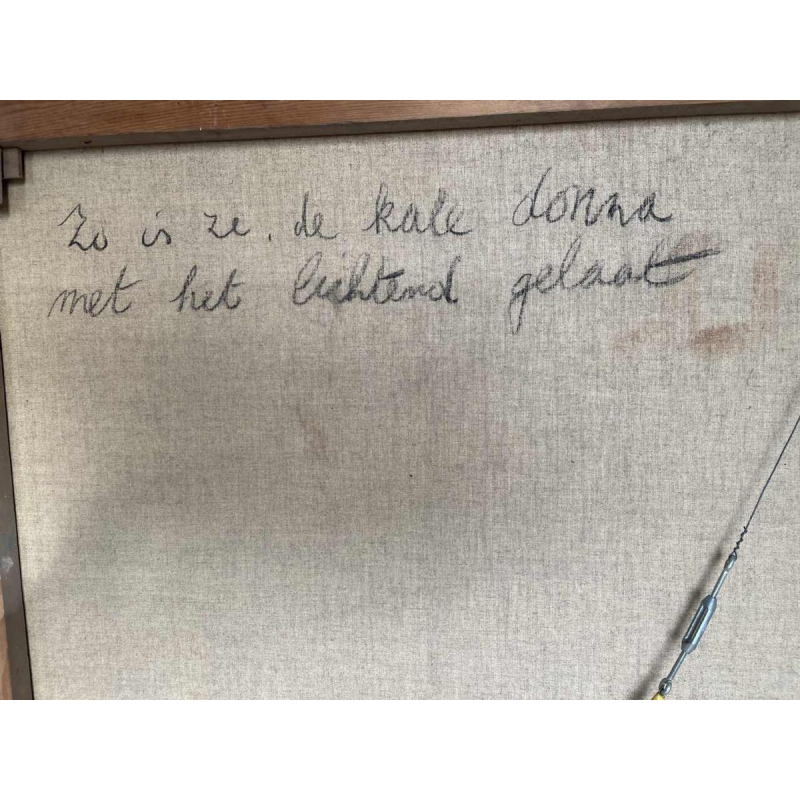 Zo is ze, de kale donna
met het lichtend gelaat